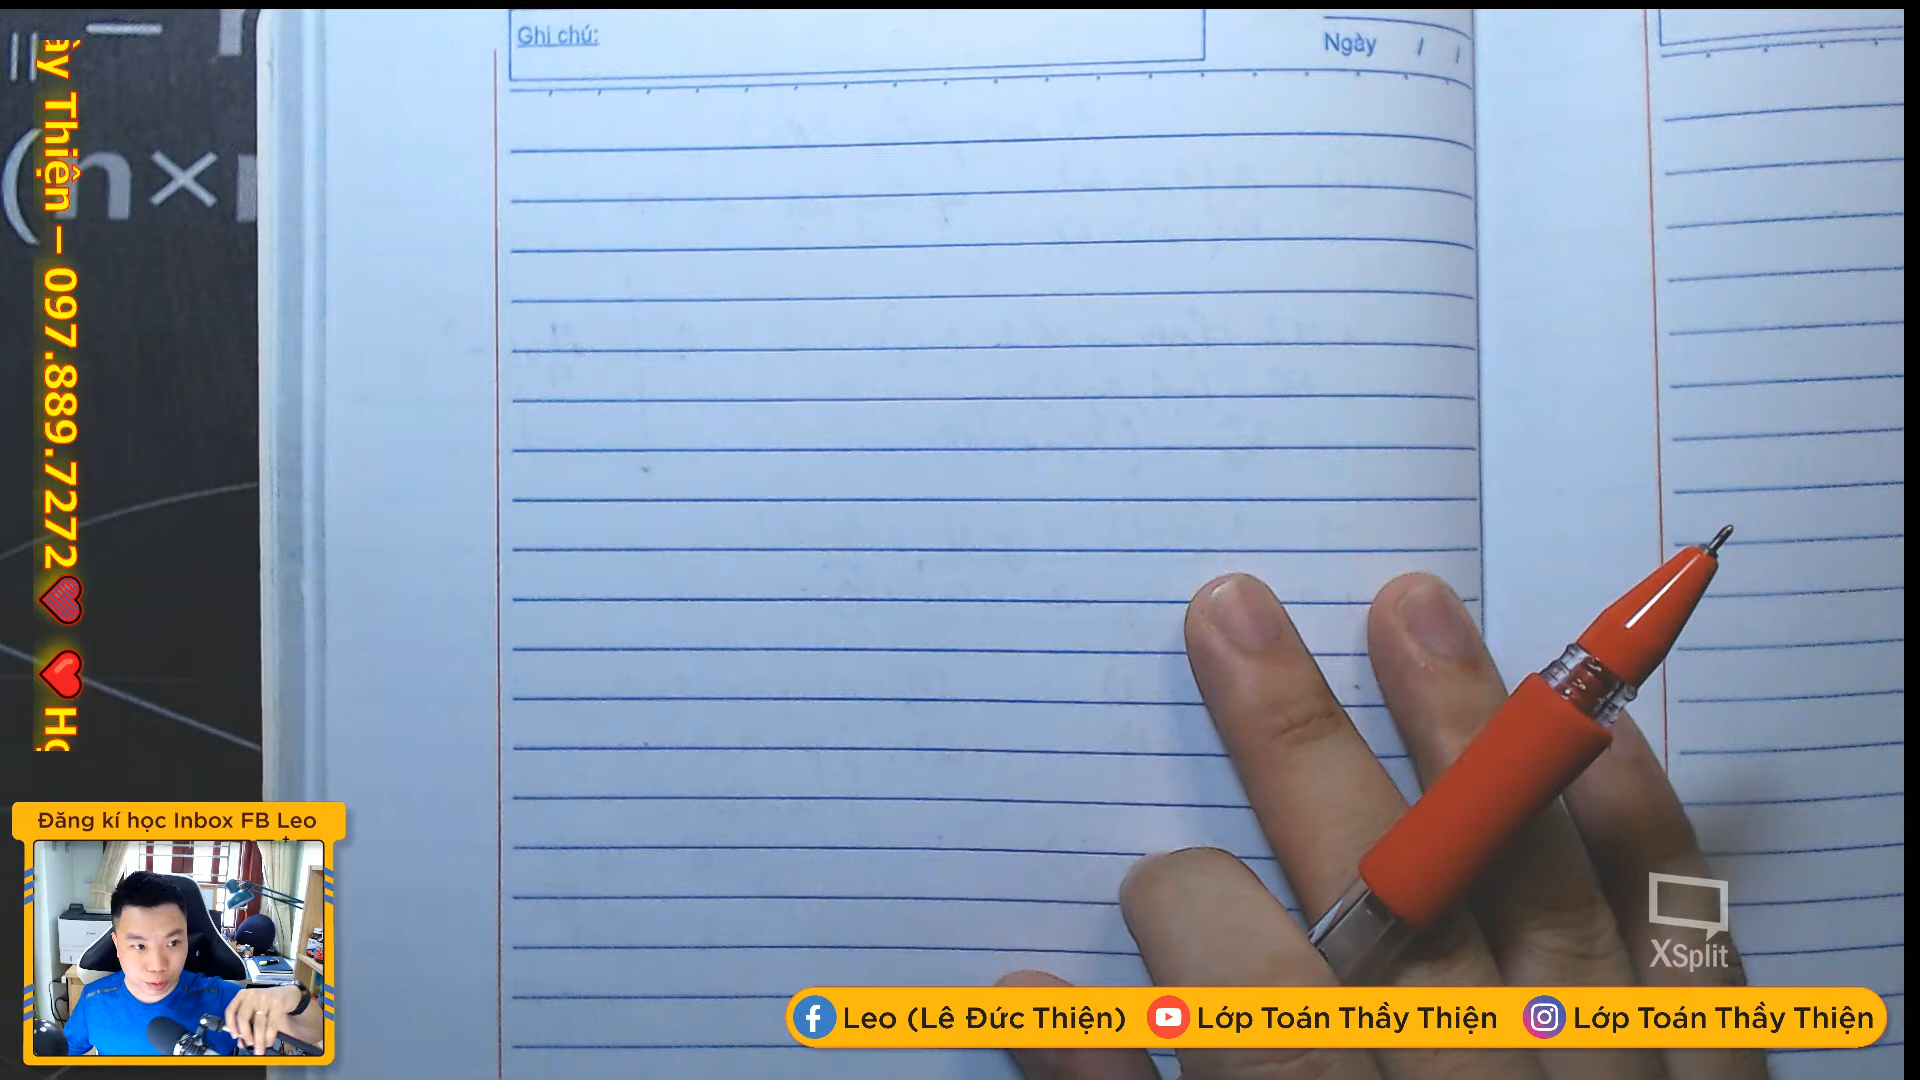 Ghi chú:
Ngày / /
(n×
ày Thiện – 097.889.7272
Đăng kí học Inbox FB Leo
XSplit
Leo (Lê Đức Thiện) Lớp Toán Thầy Thiện Lớp Toán Thầy Thiện